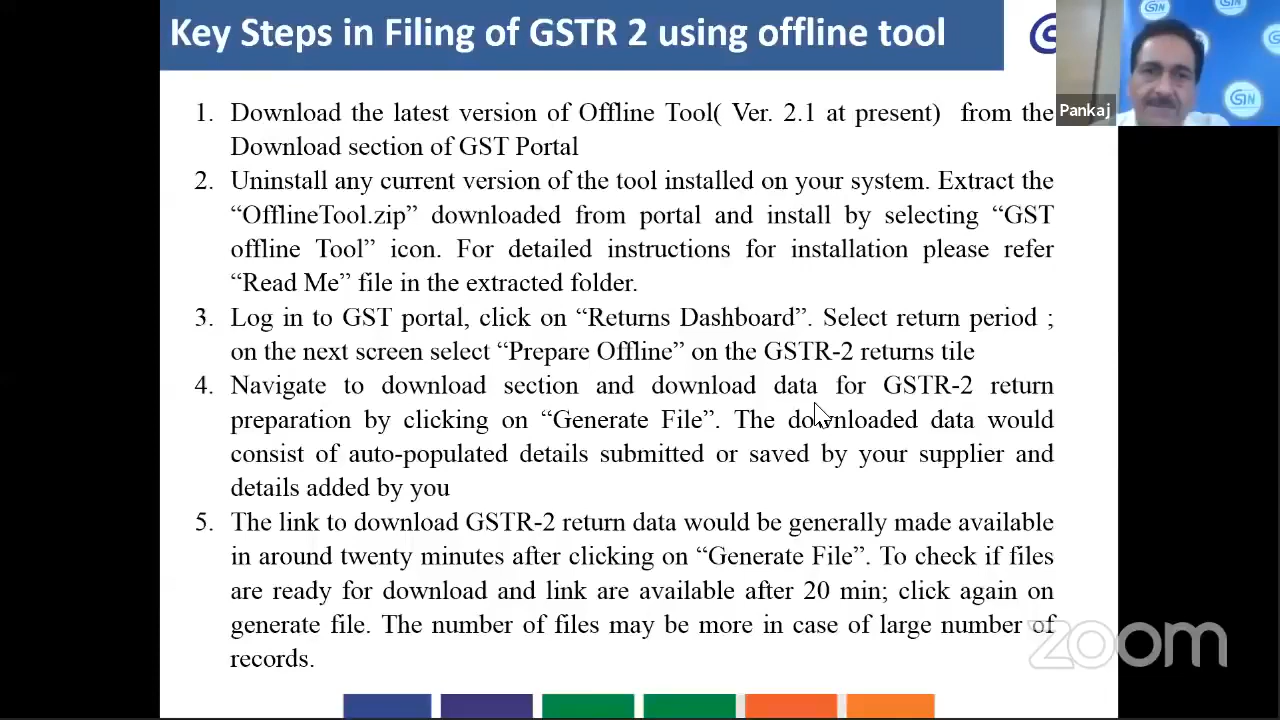 Key Steps in Filing of GSTR 2 using offline tool
Pankaj
1. Download the latest version of Offline Tool( Ver. 2.1 at present) from the
Download section of GST Portal
2. Uninstall any current version of the tool installed on your system. Extract the
“OfflineTool.zip” downloaded from portal and install by selecting “GST
offline Tool” icon. For detailed instructions for installation please refer
“Read Me” file in the extracted folder.
3. Log in to GST portal, click on “Returns Dashboard”. Select return period ;
on the next screen select “Prepare Offline” on the GSTR-2 returns tile
4. Navigate to download section and download data for GSTR-2 return
preparation by clicking on “Generate File”. The downloaded data would
consist of auto-populated details submitted or saved by your supplier and
details added by you
5. The link to download GSTR-2 return data would be generally made available
in around twenty minutes after clicking on “Generate File”. To check if files
are ready for download and link are available after 20 min; click again on
generate file. The number of files may be more in case of large number of
records.
zoom